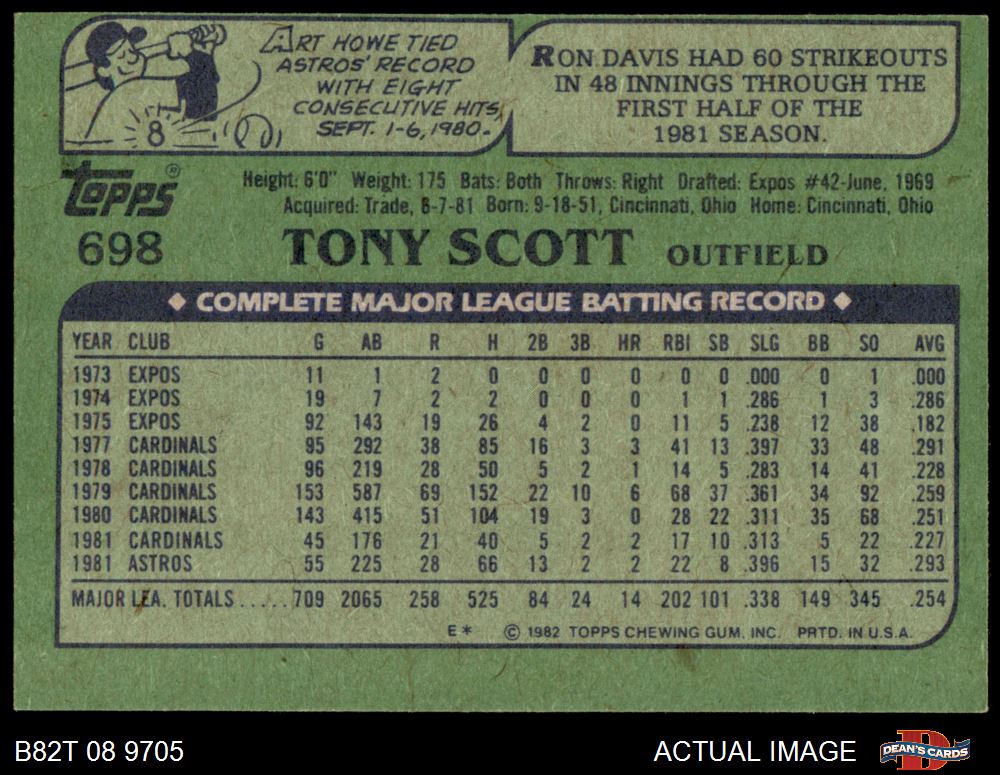 ART HOWE TIED
ASTROS' RECORD
WITH EIGHT
CONSECUTIVE HITS,
SEPT. 1-6, 1980.
8
RON DAVIS HAD 60 STRIKEOUTS
IN 48 INNINGS THROUGH THE
FIRST HALF OF THE
1981 SEASON.
TOPPS®
Height: 6'0" Weight: 175 Bats: Both Throws: Right Drafted: Expos #42-June, 1969
Acquired: Trade, 6-7-81 Born: 9-18-51, Cincinnati, Ohio Home: Cincinnati, Ohio
698 TONY SCOTT OUTFIELD
◆ COMPLETE MAJOR LEAGUE BATTING RECORD ◆
YEAR CLUB G AB R H 2B 3B HR RBI SB SLG BB SO AVG
1973 EXPOS 11 1 2 0 0 0 0 0 0 .000 0 1 .000
1974 EXPOS 19 7 2 2 0 0 0 1 1 .286 1 3 .286
1975 EXPOS 92 143 19 26 4 2 0 11 5 .238 12 38 .182
1977 CARDINALS 95 292 38 85 16 3 3 41 13 .397 33 48 .291
1978 CARDINALS 96 219 28 50 5 2 1 14 5 .283 14 41 .228
1979 CARDINALS 153 587 69 152 22 10 6 68 37 .361 34 92 .259
1980 CARDINALS 143 415 51 104 19 3 0 28 22 .311 35 68 .251
1981 CARDINALS 45 176 21 40 5 2 2 17 10 .313 5 22 .227
1981 ASTROS 55 225 28 66 13 2 2 22 8 .396 15 32 .293
MAJOR LEA. TOTALS.....709 2065 258 525 84 24 14 202 101 .338 149 345 .254
E* © 1982 TOPPS CHEWING GUM, INC. PRTD. IN U.S.A.
B82T 08 9705 ACTUAL IMAGE D DEAN'S CARDS